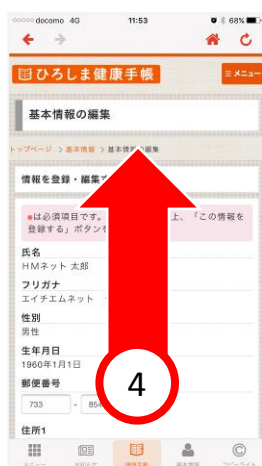 docomo 4G 11:53 68%
ひろしま健康手帳
≡ メニュー
基本情報の編集
トップページ > 基本情報 > 基本情報の編集
情報を登録・編集
※は必須項目です。 上、「この情報を
登録する」ボタン
氏名
HMネット 太郎
フリガナ
エイチエムネット
性別
男性
生年月日
1960年1月1日
郵便番号
733 - 85
4
住所1
メニュー お知らせ 健康手帳 基本情報 コピーライト